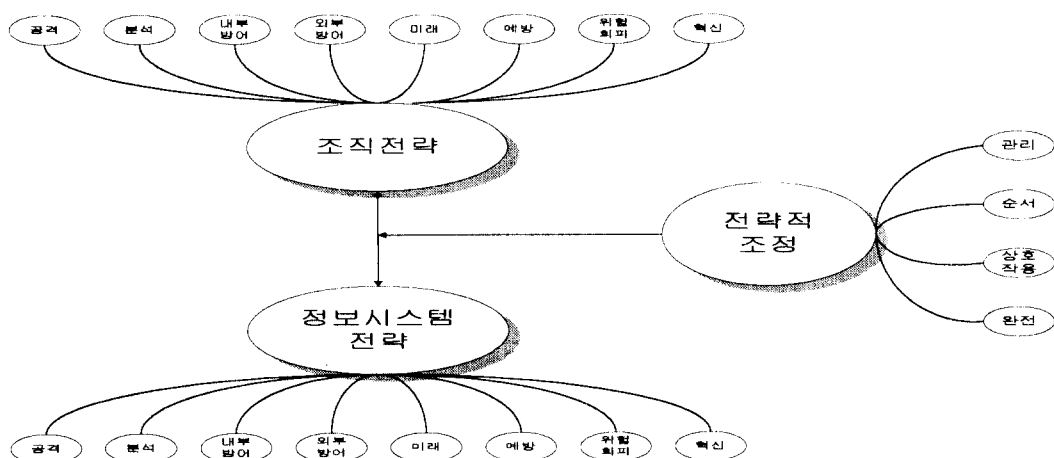 공격
분석
내부
방어
외부
방어
미래
예방
위험
회피
혁신
조직전략
관리
순서
전략적
조정
상호
작용
완전
정보시스템
전략
공격
분석
내부
방어
외부
방어
미래
예방
위험
회피
혁신